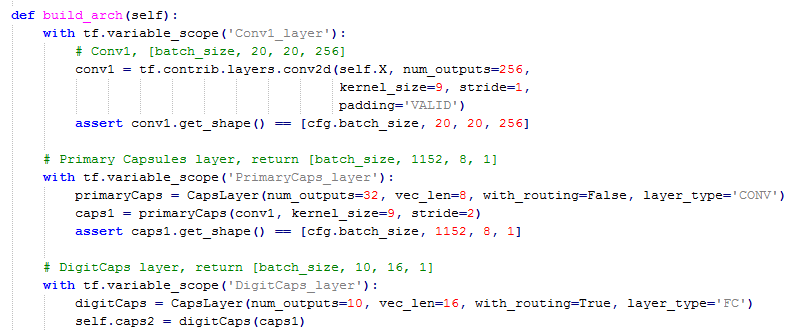 def build_arch(self):
    with tf.variable_scope('Conv1_layer'):
        # Conv1, [batch_size, 20, 20, 256]
        conv1 = tf.contrib.layers.conv2d(self.X, num_outputs=256,
                                         kernel_size=9, stride=1,
                                         padding='VALID')
        assert conv1.get_shape() == [cfg.batch_size, 20, 20, 256]

    # Primary Capsules layer, return [batch_size, 1152, 8, 1]
    with tf.variable_scope('PrimaryCaps_layer'):
        primaryCaps = CapsLayer(num_outputs=32, vec_len=8, with_routing=False, layer_type='CONV')
        caps1 = primaryCaps(conv1, kernel_size=9, stride=2)
        assert caps1.get_shape() == [cfg.batch_size, 1152, 8, 1]

    # DigitCaps layer, return [batch_size, 10, 16, 1]
    with tf.variable_scope('DigitCaps_layer'):
        digitCaps = CapsLayer(num_outputs=10, vec_len=16, with_routing=True, layer_type='FC')
        self.caps2 = digitCaps(caps1)